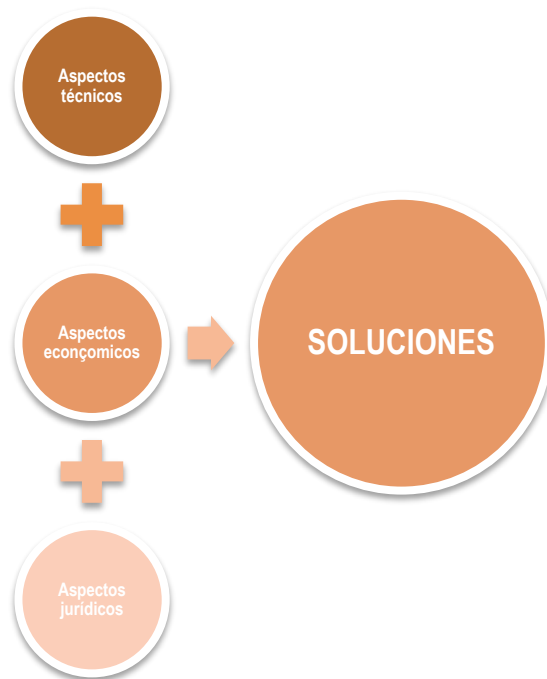 Aspectos
técnicos
Aspectos
econçomicos
SOLUCIONES
Aspectos
jurídicos